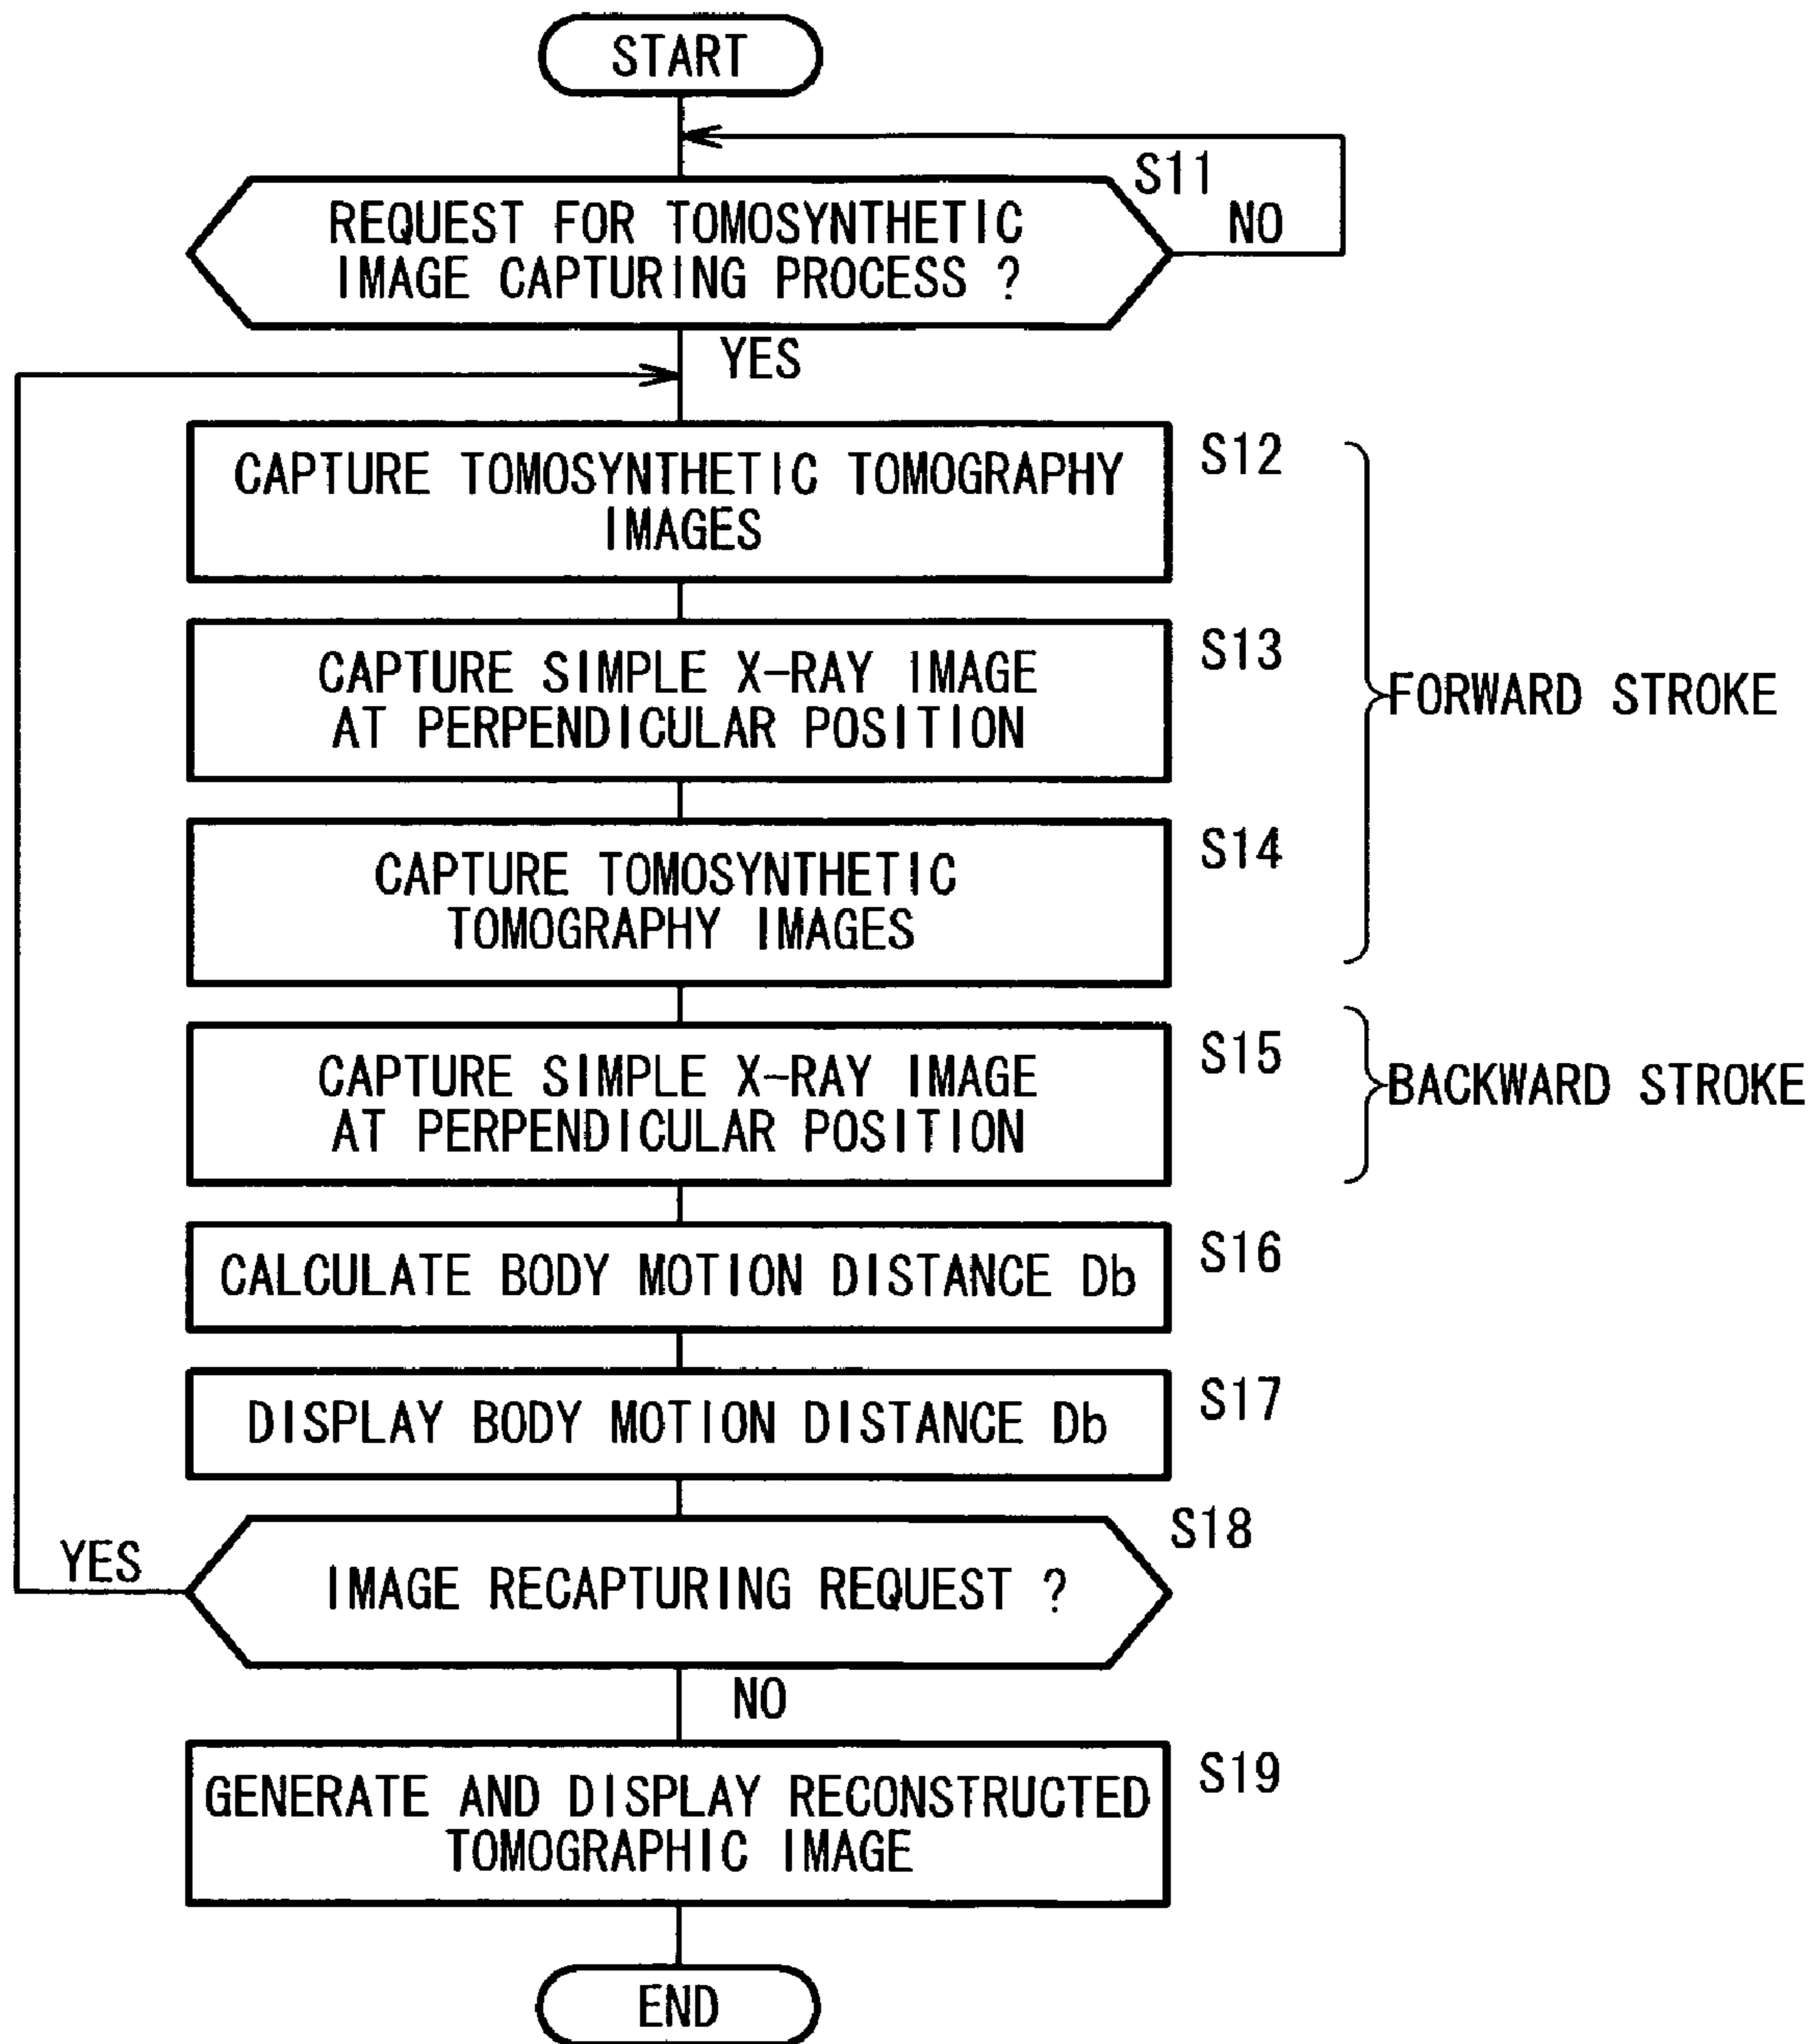 START
S11
REQUEST FOR TOMOSYNTHETIC
IMAGE CAPTURING PROCESS ?
NO
YES
CAPTURE TOMOSYNTHETIC TOMOGRAPHY
IMAGES
S12
CAPTURE SIMPLE X-RAY IMAGE
AT PERPENDICULAR POSITION
S13
FORWARD STROKE
CAPTURE TOMOSYNTHETIC
TOMOGRAPHY IMAGES
S14
CAPTURE SIMPLE X-RAY IMAGE
AT PERPENDICULAR POSITION
S15
BACKWARD STROKE
CALCULATE BODY MOTION DISTANCE Db
S16
DISPLAY BODY MOTION DISTANCE Db
S17
S18
YES
IMAGE RECAPTURING REQUEST ?
NO
GENERATE AND DISPLAY RECONSTRUCTED
TOMOGRAPHIC IMAGE
S19
END